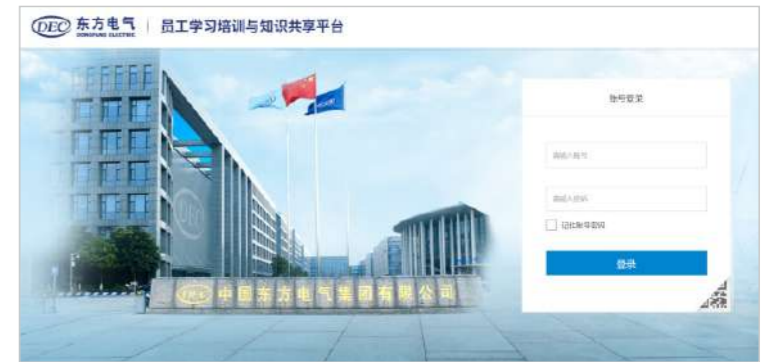 DEC 东方电气 员工学习培训与知识共享平台
DONGFANG ELECTRIC
账号登录
请输入账号
请输入密码
记住账号密码
登录
DEC
中国东方电气集团有限公司